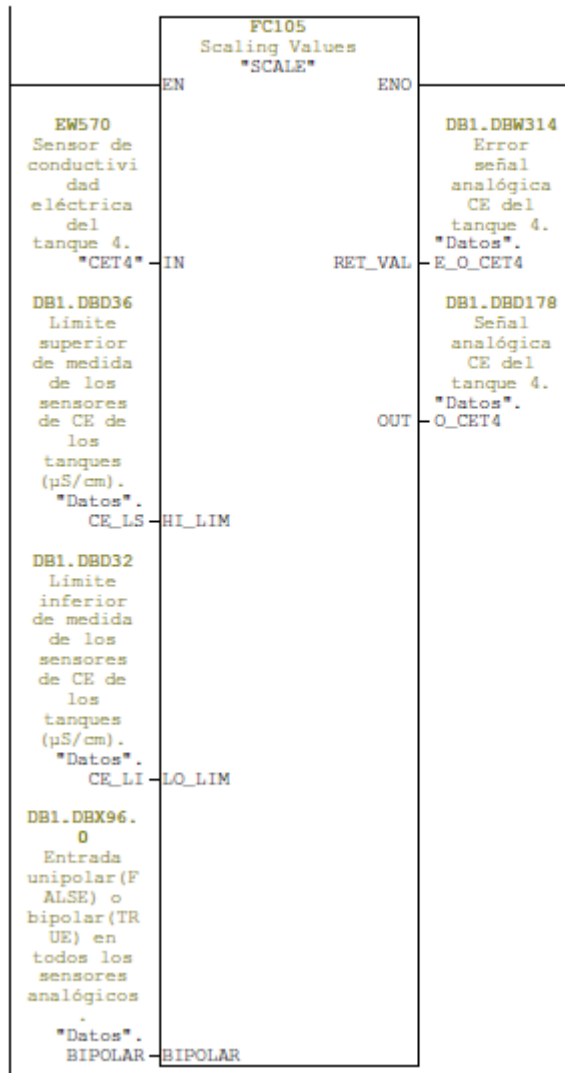 FC105
Scaling Values
"SCALE"
EN
ENO
EW570
Sensor de
conductivi
dad
eléctrica
del
tanque 4.
"CET4"
IN
DB1.DBW314
Error
señal
analógica
CE del
tanque 4.
"Datos".
RET_VAL
E_O_CET4
DB1.DBD36
Límite
superior
de medida
de los
sensores
de CE de
los
tanques
(µS/cm).
"Datos".
CE_LS
HI_LIM
DB1.DBD178
Señal
analógica
CE del
tanque 4.
"Datos".
OUT
O_CET4
DB1.DBD32
Límite
inferior
de medida
de los
sensores
de CE de
los
tanques
(µS/cm).
"Datos".
CE_LI
LO_LIM
DB1.DBX96.
0
Entrada
unipolar(F
ALSE) o
bipolar(TR
UE) en
todos los
sensores
analógicos
.
"Datos".
BIPOLAR
BIPOLAR